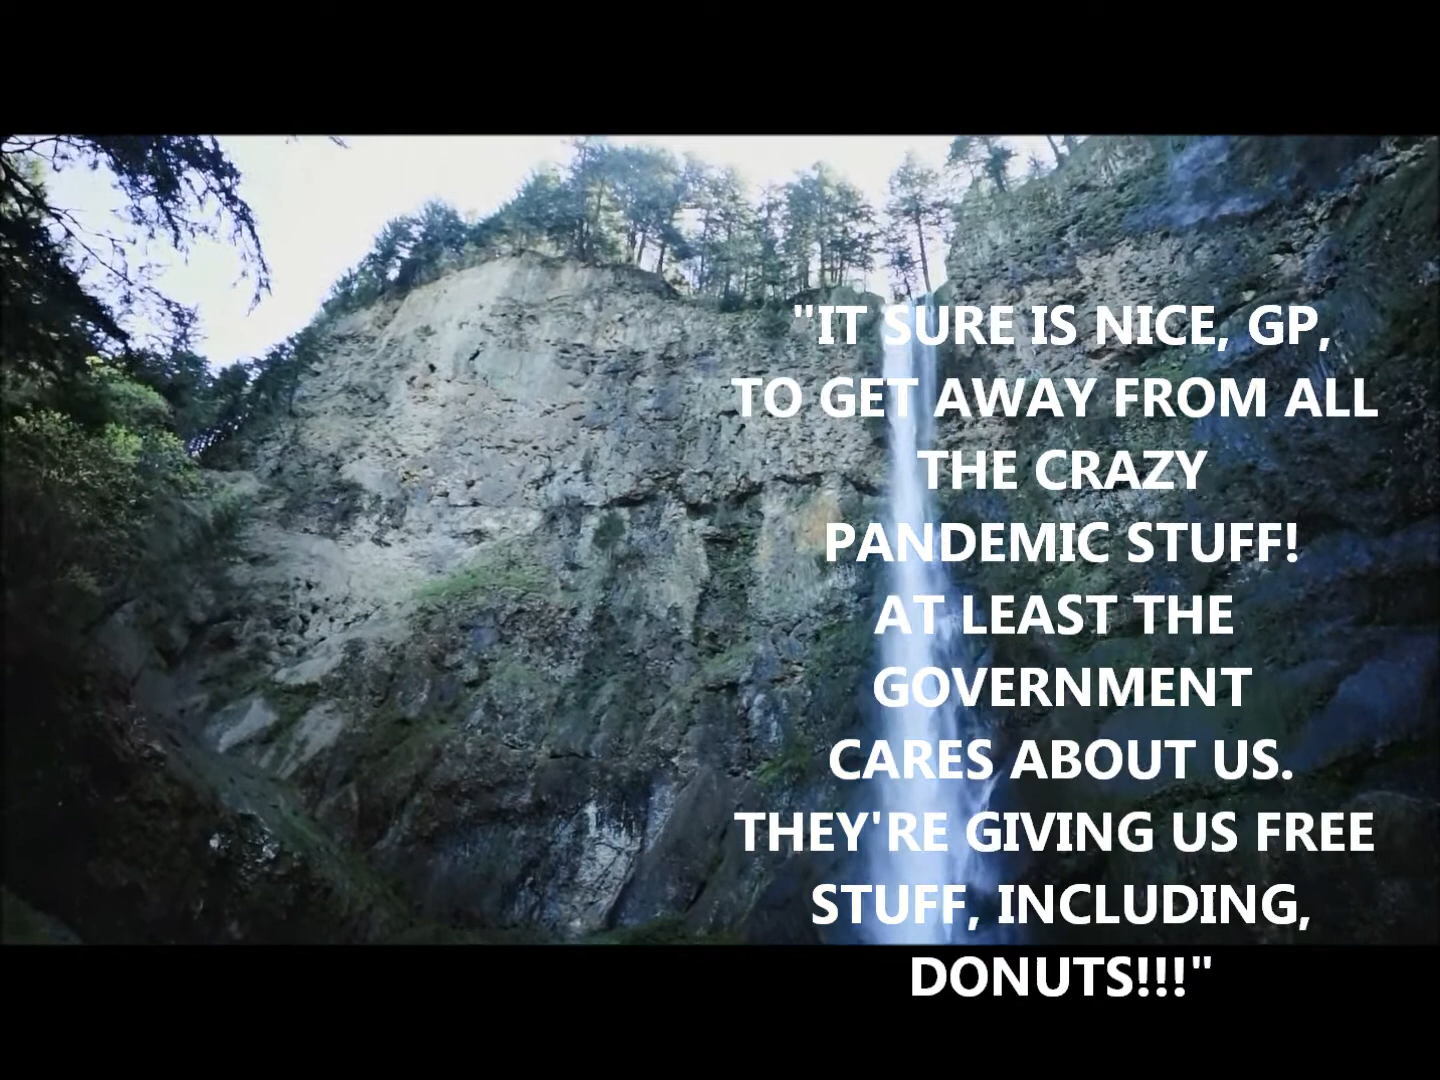 "IT SURE IS NICE, GP,
TO GET AWAY FROM ALL
THE CRAZY
PANDEMIC STUFF!
AT LEAST THE
GOVERNMENT
CARES ABOUT US.
THEY'RE GIVING US FREE
STUFF, INCLUDING,
DONUTS!!!"